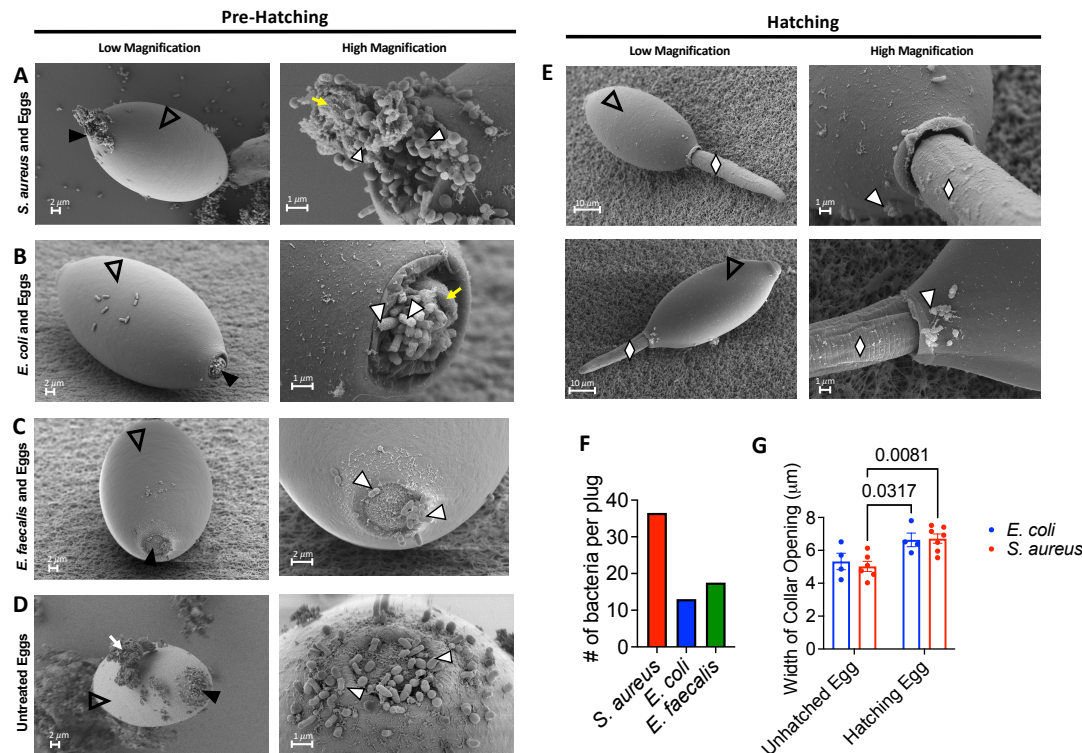 Pre-Hatching
Hatching
Low Magnification
High Magnification
Low Magnification
High Magnification
A
S. aureus and Eggs
2 μm
1 μm
B
E. coli and Eggs
2 μm
1 μm
C
E. faecalis and Eggs
2 μm
2 μm
D
Untreated Eggs
2 μm
1 μm
E
10 μm
1 μm
10 μm
1 μm
F
# of bacteria per plug
40
30
20
10
0
S. aureus
E. coli
E. faecalis
G
Width of Collar Opening (μm)
8
6
4
2
0
0.0081
0.0317
Unhatched Egg
Hatching Egg
E. coli
S. aureus